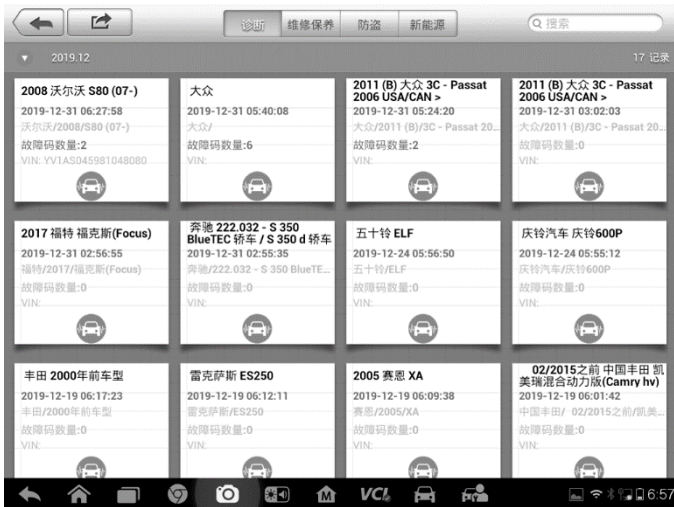 诊断 维修保养 防盗 新能源 搜索
2019.12 17 记录
2008 沃尔沃 S80 (07-)
2019-12-31 06:27:58
沃尔沃/2008/S80 (07-)
故障码数量:2
VIN: YV1AS045981048080
大众
2019-12-31 05:40:08
大众/
故障码数量:6
VIN:
2011 (B) 大众 3C - Passat
2006 USA/CAN >
2019-12-31 05:24:20
大众/2011 (B)/3C - Passat 20...
故障码数量:2
VIN:
2011 (B) 大众 3C - Passat
2006 USA/CAN >
2019-12-31 03:02:03
大众/2011 (B)/3C - Passat 20...
故障码数量:0
VIN:
2017 福特 福克斯(Focus)
2019-12-31 02:56:55
福特/2017/福克斯(Focus)
故障码数量:0
VIN:
奔驰 222.032 - S 350
BlueTEC 轿车 / S 350 d 轿车
2019-12-31 02:55:35
奔驰/222.032 - S 350 BlueTE...
故障码数量:0
VIN:
五十铃 ELF
2019-12-24 05:56:50
五十铃/ELF
故障码数量:0
VIN:
庆铃汽车 庆铃600P
2019-12-24 05:55:12
庆铃汽车/庆铃600P
故障码数量:0
VIN:
丰田 2000年前车型
2019-12-19 06:17:23
丰田/2000年前车型
故障码数量:0
VIN:
雷克萨斯 ES250
2019-12-19 06:12:11
雷克萨斯/ES250
故障码数量:0
VIN:
2005 赛恩 XA
2019-12-19 06:09:38
赛恩/2005/XA
故障码数量:0
VIN:
02/2015之前 中国丰田 凯
美瑞混合动力版(Camry hv)
2019-12-19 06:01:42
中国丰田/ 02/2015之前/凯美...
故障码数量:0
VIN:
M VCI 6:57